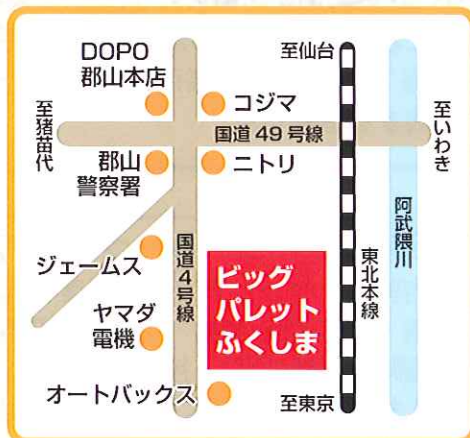 DOPO
郡山本店
コジマ
至仙台
至猪苗代
国道49号線
至いわき
郡山
警察署
ニトリ
阿武隈川
ジェームス
国道4号線
東北本線
ビッグ
パレット
ふくしま
ヤマダ
電機
オートバックス
至東京